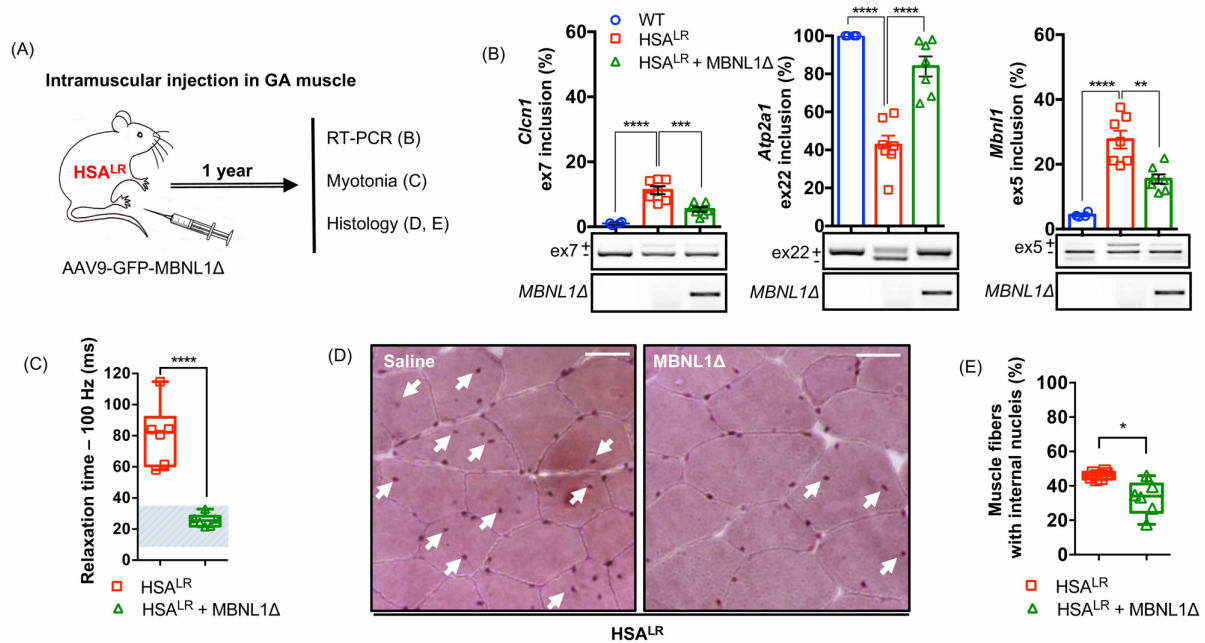 (A)
Intramuscular injection in GA muscle
HSALR
1 year
RT-PCR (B)
Myotonia (C)
Histology (D, E)
AAV9-GFP-MBNL1Δ
(B)
WT
HSALR
HSALR + MBNL1Δ
Clcn1
ex7 inclusion (%)
60
40
20
0
****
***
ex7 +
-
MBNL1Δ
Atp2a1
ex22 inclusion (%)
100
80
60
40
20
0
****
****
ex22 +
-
MBNL1Δ
Mbnl1
ex5 inclusion (%)
60
40
20
0
****
**
ex5 +
-
MBNL1Δ
(C)
Relaxation time – 100 Hz (ms)
120
100
80
60
40
20
0
****
HSALR
HSALR + MBNL1Δ
(D)
Saline
MBNL1Δ
HSALR
(E)
Muscle fibers
with internal nucleis (%)
100
80
60
40
20
0
*
HSALR
HSALR + MBNL1Δ